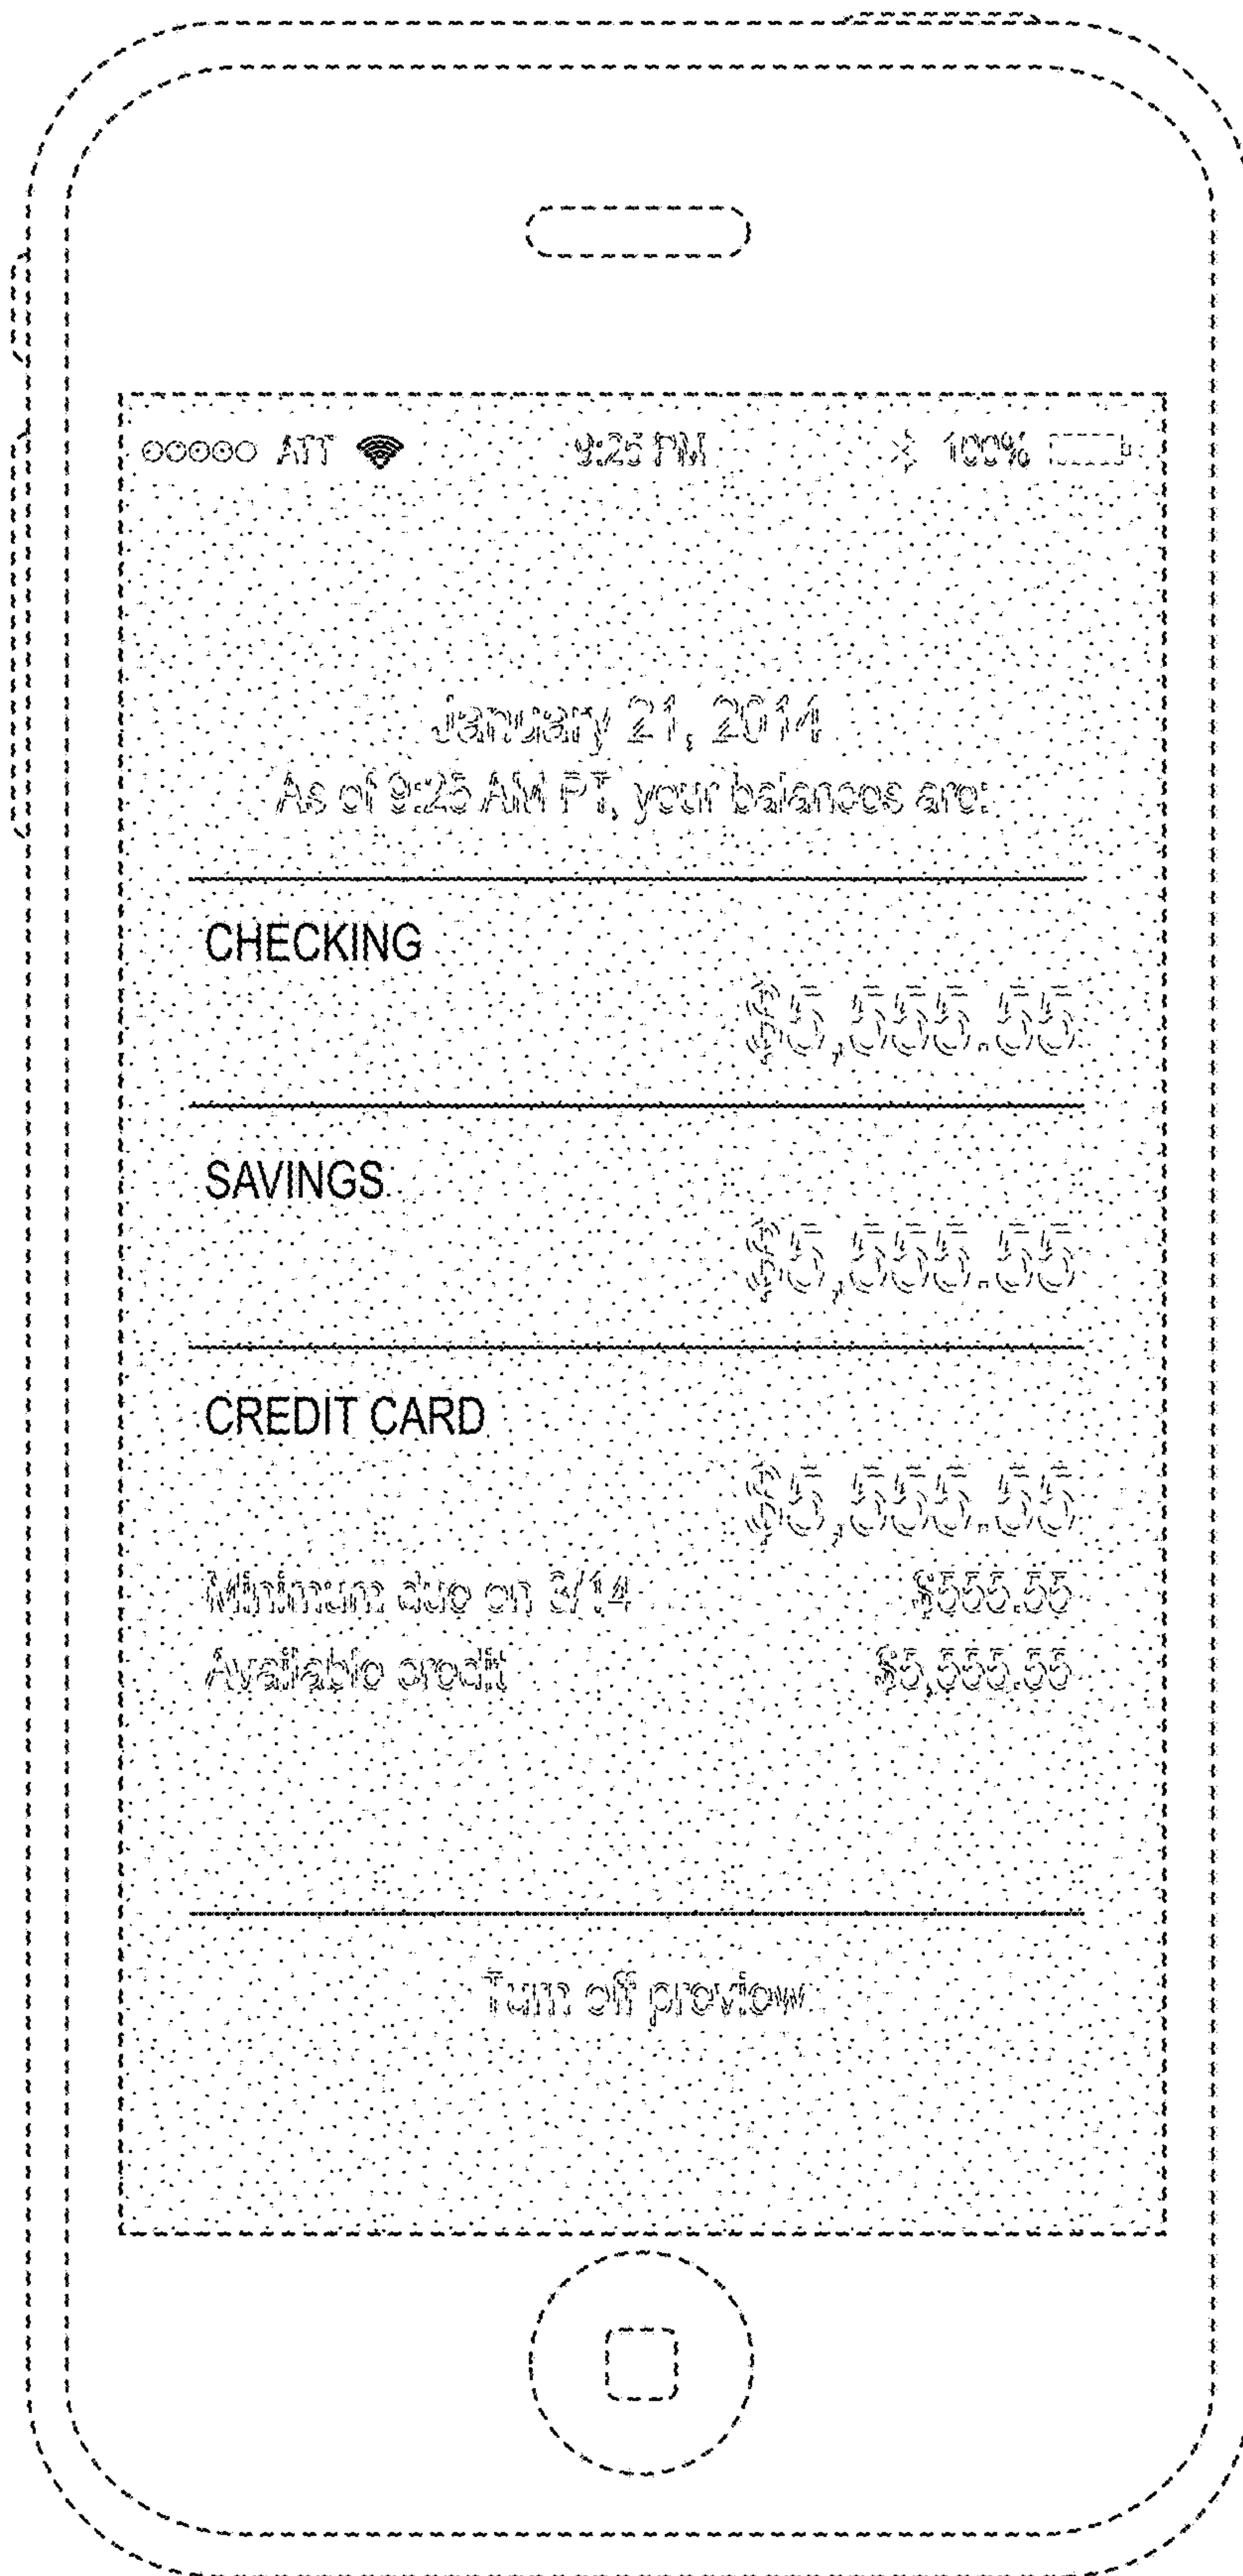 ATT 9:25 PM 100%
January 21, 2014
As of 9:25 AM PT, your balances are:
CHECKING
$5,555.55
SAVINGS
$5,555.55
CREDIT CARD
$5,555.55
Minimum due on 3/14 $555.55
Available credit $5,555.55
Turn off preview